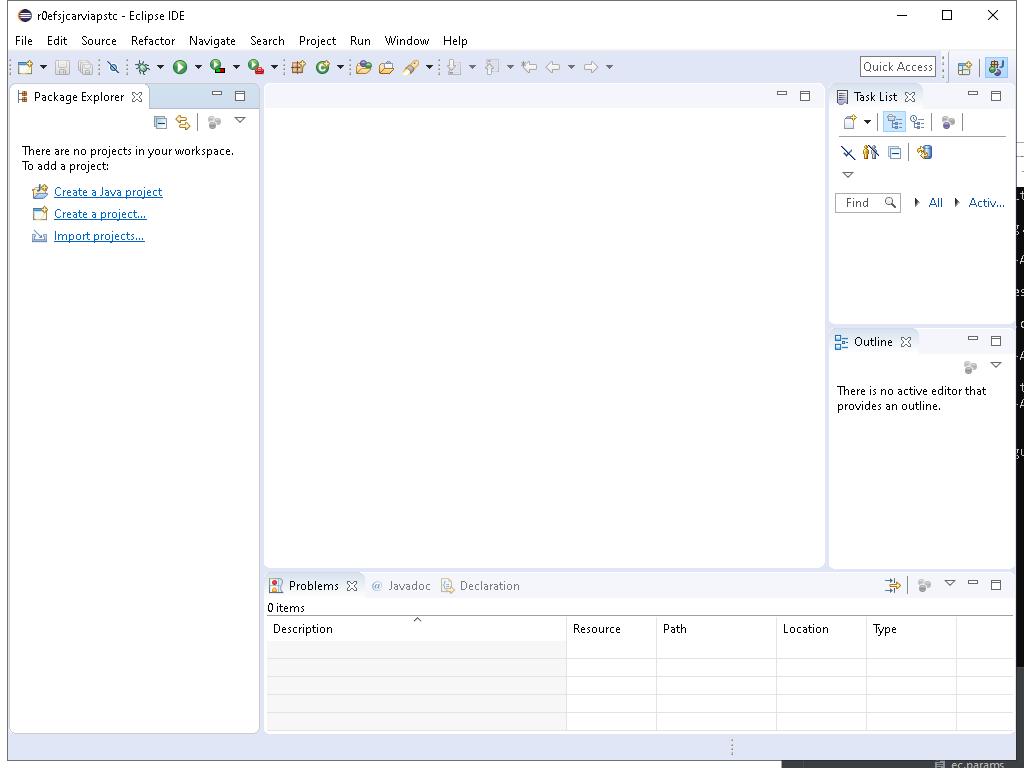 r0efsjcarviapstc - Eclipse IDE
File Edit Source Refactor Navigate Search Project Run Window Help
Quick Access
Package Explorer
Task List
There are no projects in your workspace.
To add a project:
Create a Java project
Create a project...
Import projects...
Find All Activ...
Outline
There is no active editor that
provides an outline.
Problems @ Javadoc Declaration
0 items
Description Resource Path Location Type
ec.params